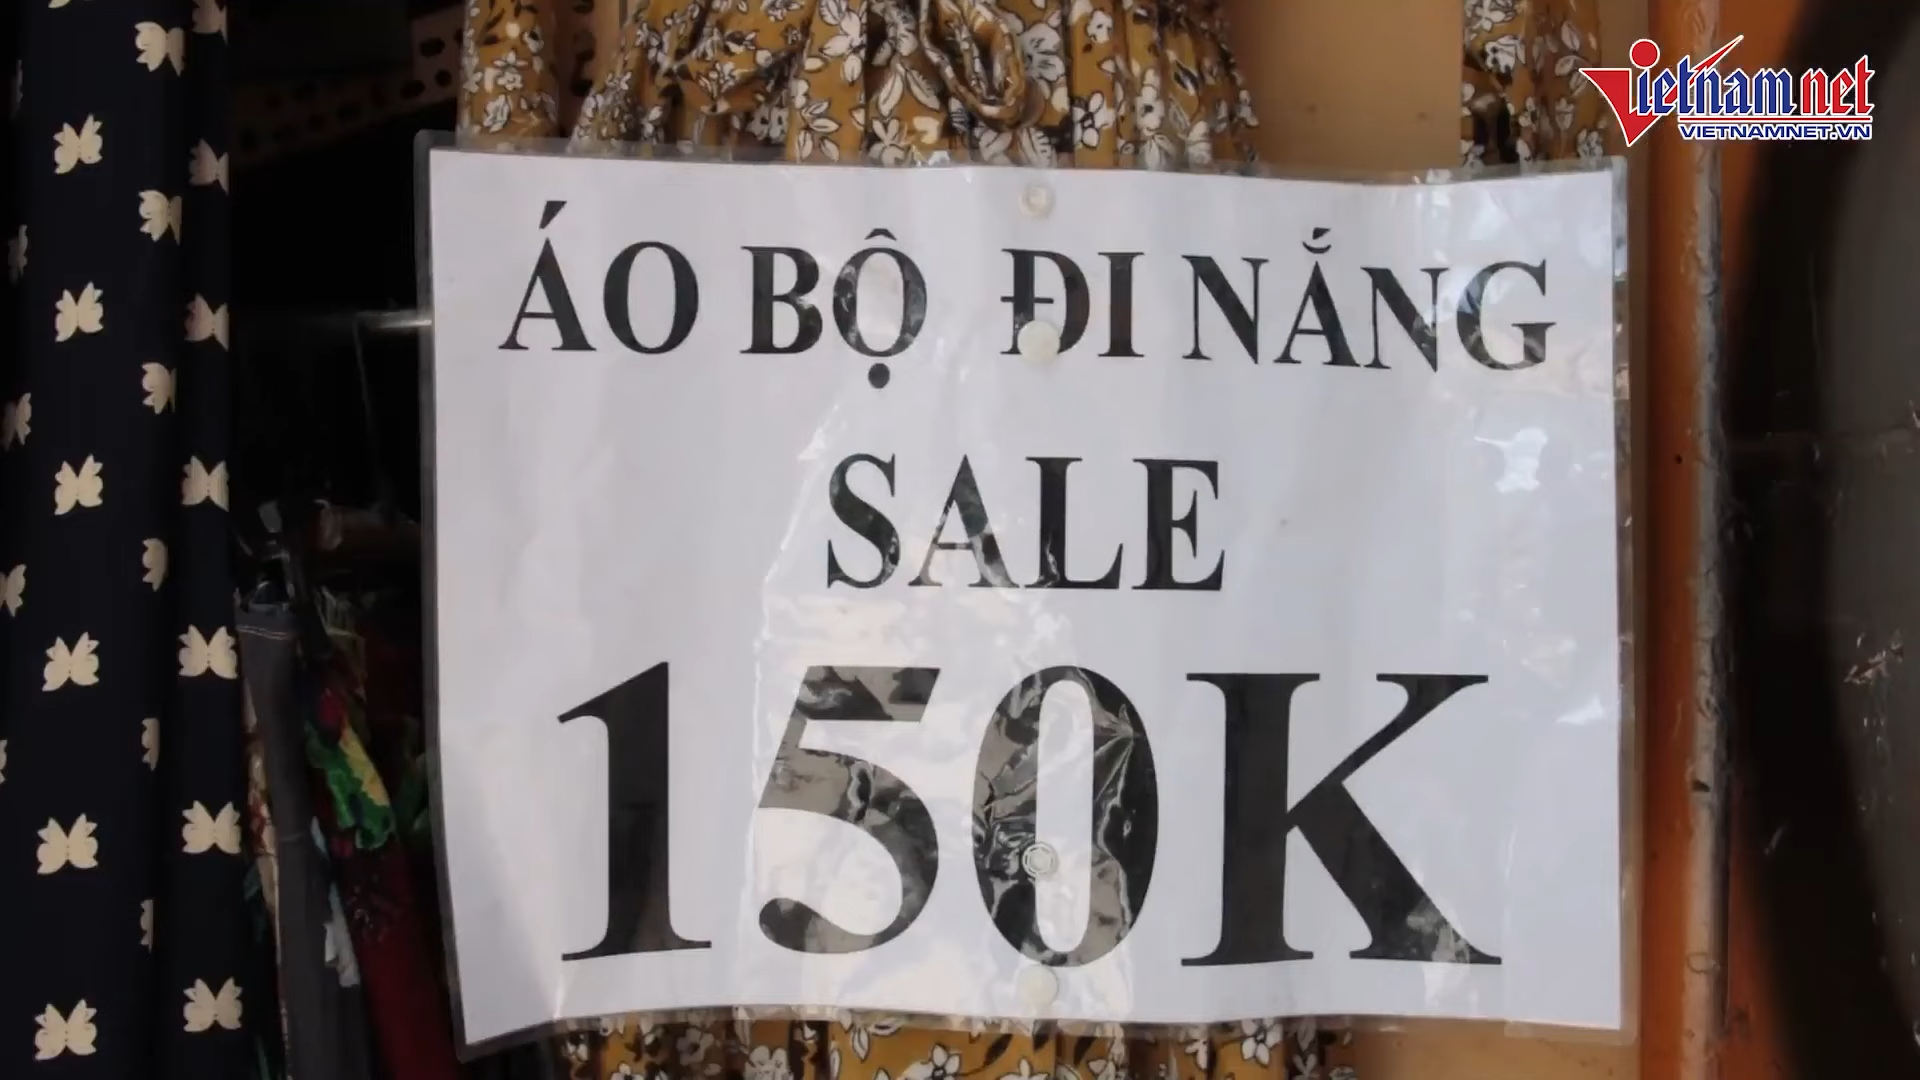 Vietnamnet
VIETNAMNET.VN
ÁO BỘ ĐI NẮNG
SALE
150K